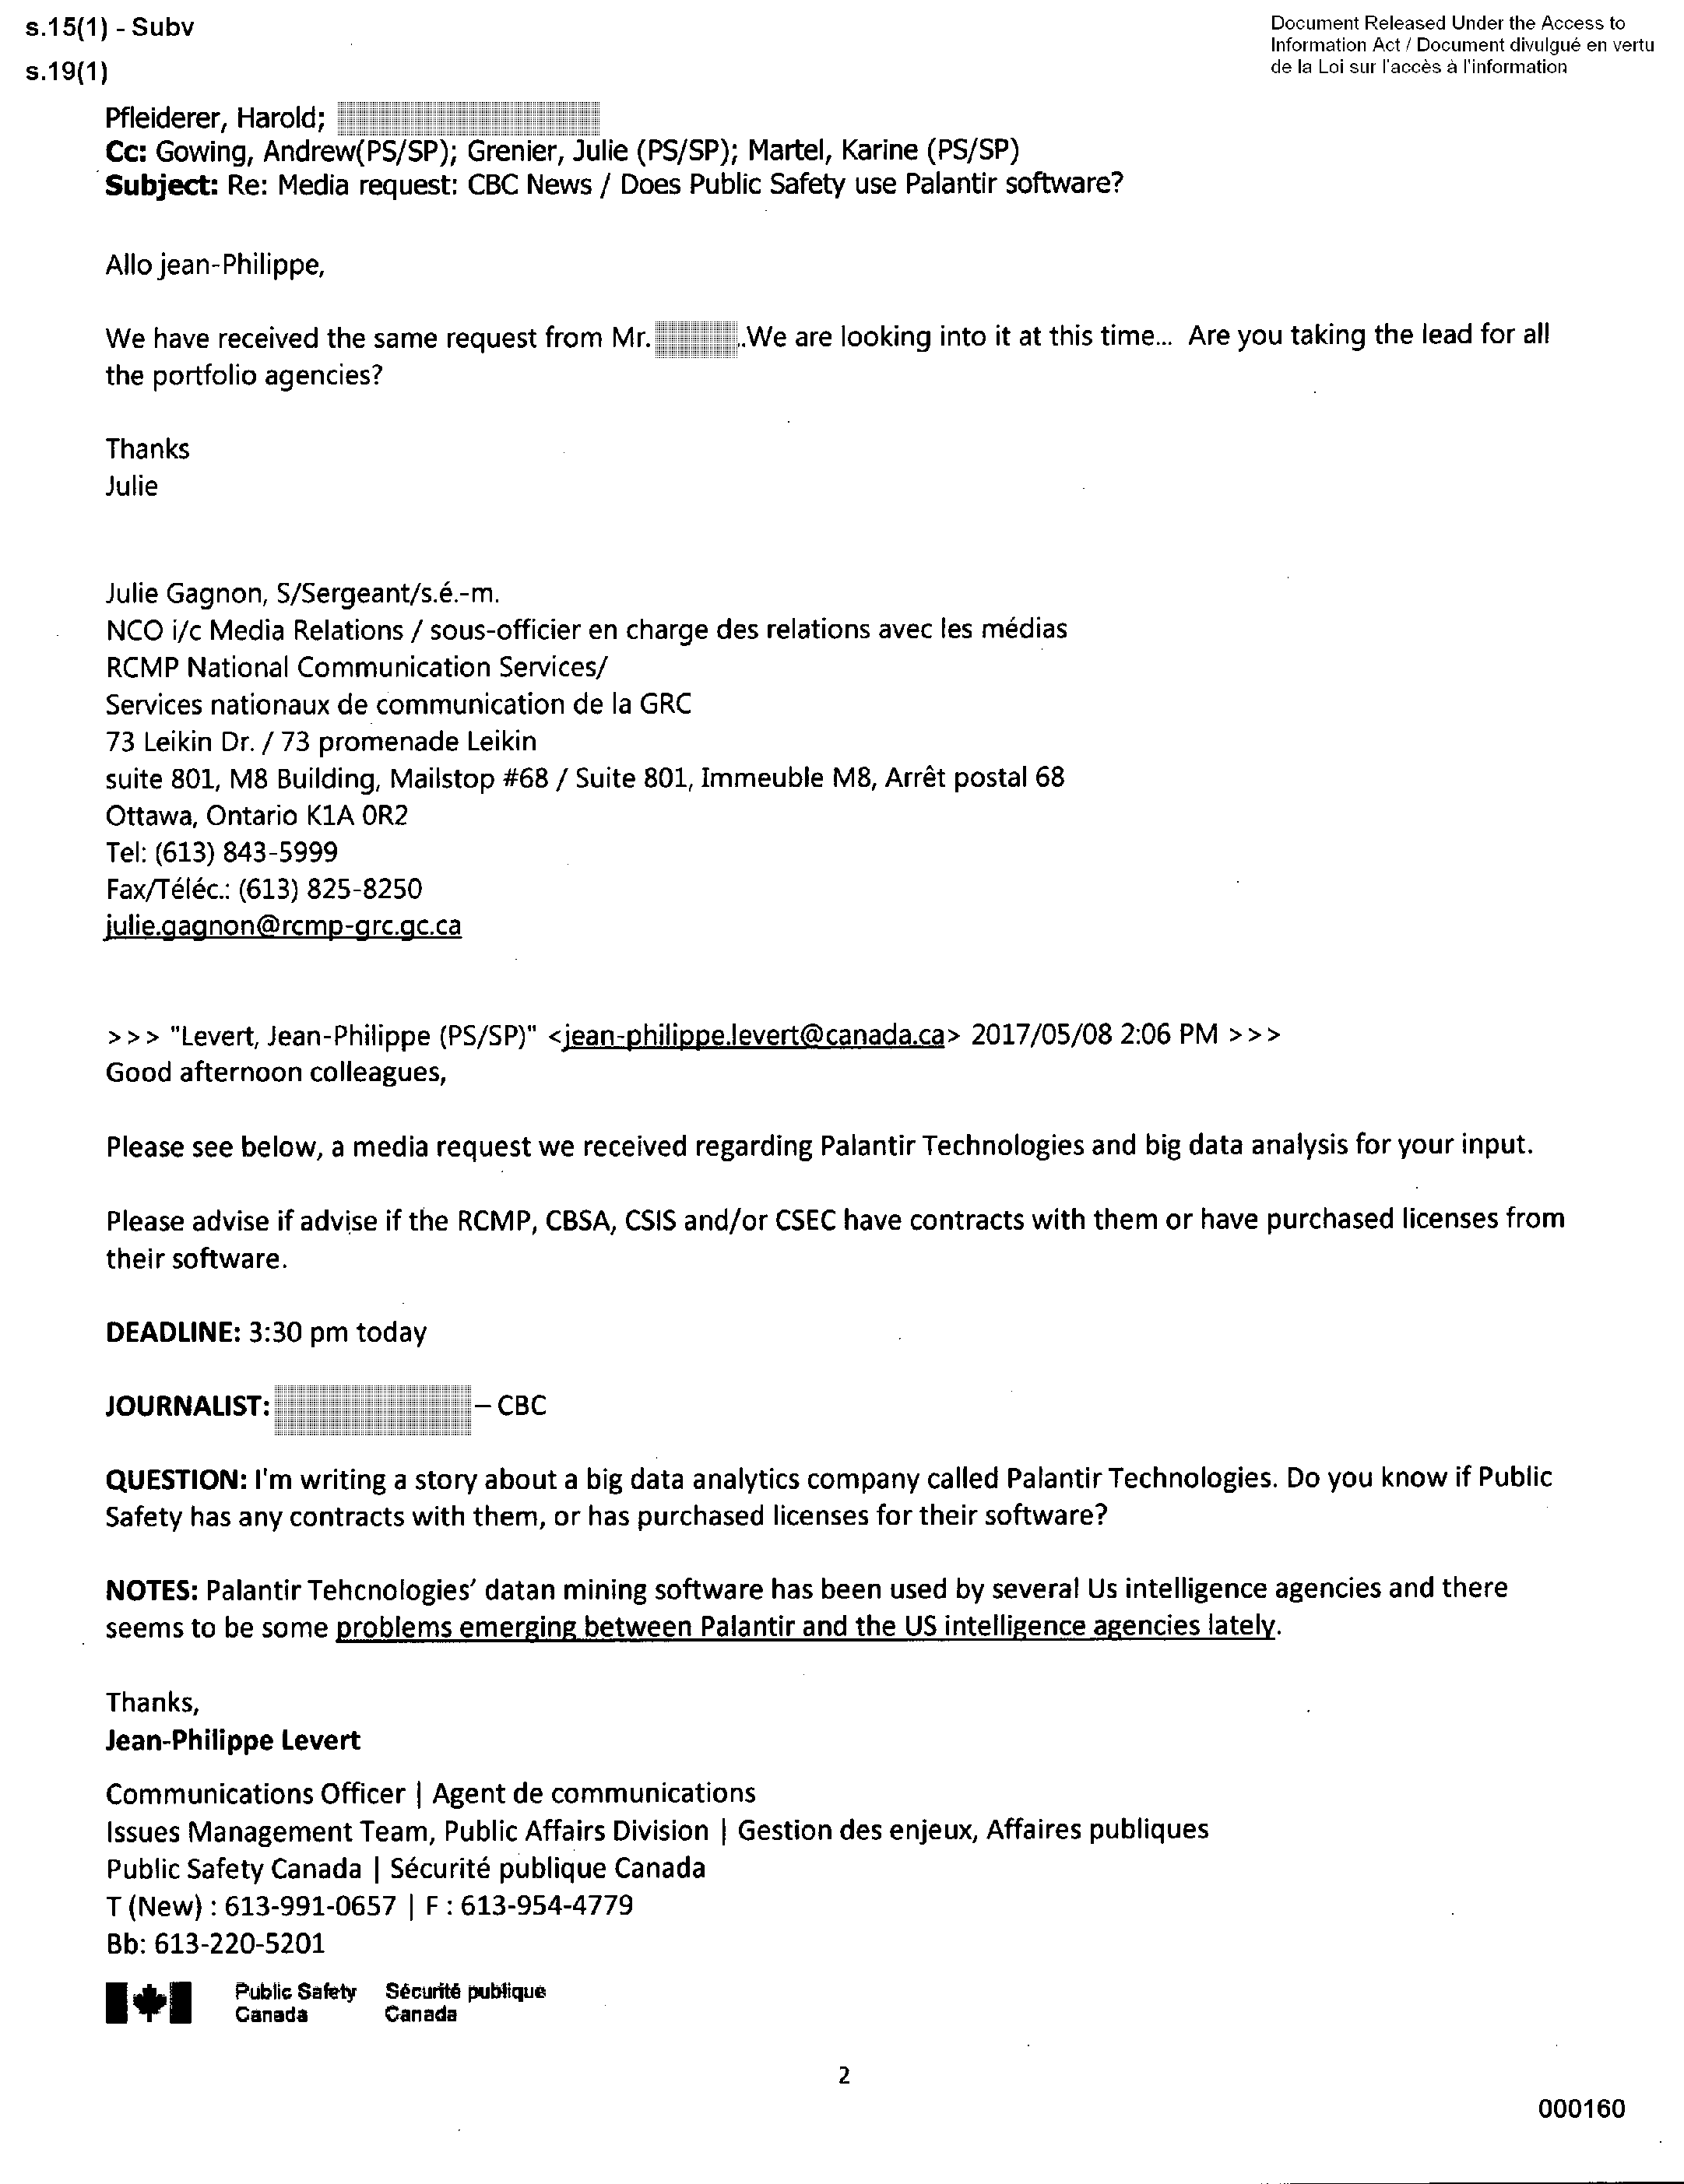 s.15(1) - Subv
s.19(1)
Document Released Under the Access to
Information Act / Document divulgué en vertu
de la Loi sur l'accès à l'information
Pfleiderer, Harold;
Cc: Gowing, Andrew(PS/SP); Grenier, Julie (PS/SP); Martel, Karine (PS/SP)
Subject: Re: Media request: CBC News / Does Public Safety use Palantir software?
Allo jean-Philippe,
We have received the same request from Mr. ..We are looking into it at this time... Are you taking the lead for all
the portfolio agencies?
Thanks
Julie
Julie Gagnon, S/Sergeant/s.é.-m.
NCO i/c Media Relations / sous-officier en charge des relations avec les médias
RCMP National Communication Services/
Services nationaux de communication de la GRC
73 Leikin Dr. / 73 promenade Leikin
suite 801, M8 Building, Mailstop #68 / Suite 801, Immeuble M8, Arrêt postal 68
Ottawa, Ontario K1A 0R2
Tel: (613) 843-5999
Fax/Téléc.: (613) 825-8250
julie.gagnon@rcmp-grc.gc.ca
>>> "Levert, Jean-Philippe (PS/SP)" <jean-philippe.levert@canada.ca> 2017/05/08 2:06 PM >>>
Good afternoon colleagues,
Please see below, a media request we received regarding Palantir Technologies and big data analysis for your input.
Please advise if advise if the RCMP, CBSA, CSIS and/or CSEC have contracts with them or have purchased licenses from
their software.
DEADLINE: 3:30 pm today
JOURNALIST: – CBC
QUESTION: I'm writing a story about a big data analytics company called Palantir Technologies. Do you know if Public
Safety has any contracts with them, or has purchased licenses for their software?
NOTES: Palantir Tehcnologies' datan mining software has been used by several Us intelligence agencies and there
seems to be some problems emerging between Palantir and the US intelligence agencies lately.
Thanks,
Jean-Philippe Levert
Communications Officer | Agent de communications
Issues Management Team, Public Affairs Division | Gestion des enjeux, Affaires publiques
Public Safety Canada | Sécurité publique Canada
T (New) : 613-991-0657 | F : 613-954-4779
Bb: 613-220-5201
Public Safety Sécurité publique
Canada Canada
2
000160